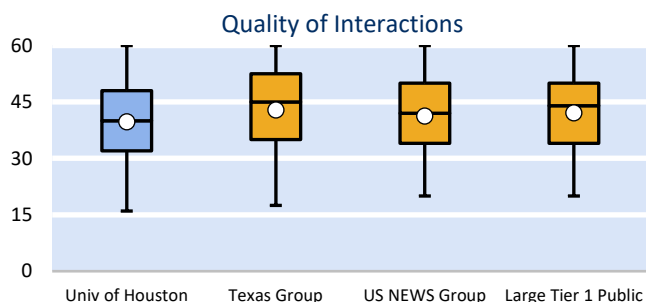 Quality of Interactions
60
45
30
15
0
Univ of Houston Texas Group US NEWS Group Large Tier 1 Public